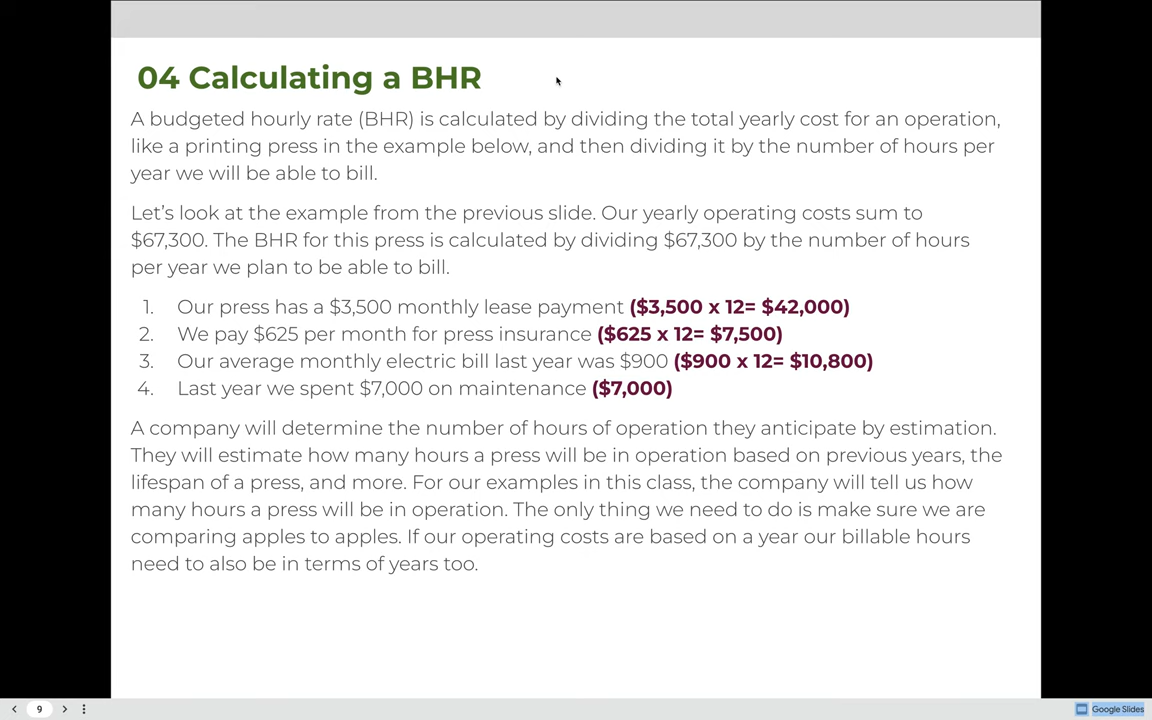 04 Calculating a BHR
A budgeted hourly rate (BHR) is calculated by dividing the total yearly cost for an operation,
like a printing press in the example below, and then dividing it by the number of hours per
year we will be able to bill.
Let’s look at the example from the previous slide. Our yearly operating costs sum to
$67,300. The BHR for this press is calculated by dividing $67,300 by the number of hours
per year we plan to be able to bill.
1. Our press has a $3,500 monthly lease payment ($3,500 x 12= $42,000)
2. We pay $625 per month for press insurance ($625 x 12= $7,500)
3. Our average monthly electric bill last year was $900 ($900 x 12= $10,800)
4. Last year we spent $7,000 on maintenance ($7,000)
A company will determine the number of hours of operation they anticipate by estimation.
They will estimate how many hours a press will be in operation based on previous years, the
lifespan of a press, and more. For our examples in this class, the company will tell us how
many hours a press will be in operation. The only thing we need to do is make sure we are
comparing apples to apples. If our operating costs are based on a year our billable hours
need to also be in terms of years too.
9
Google Slides